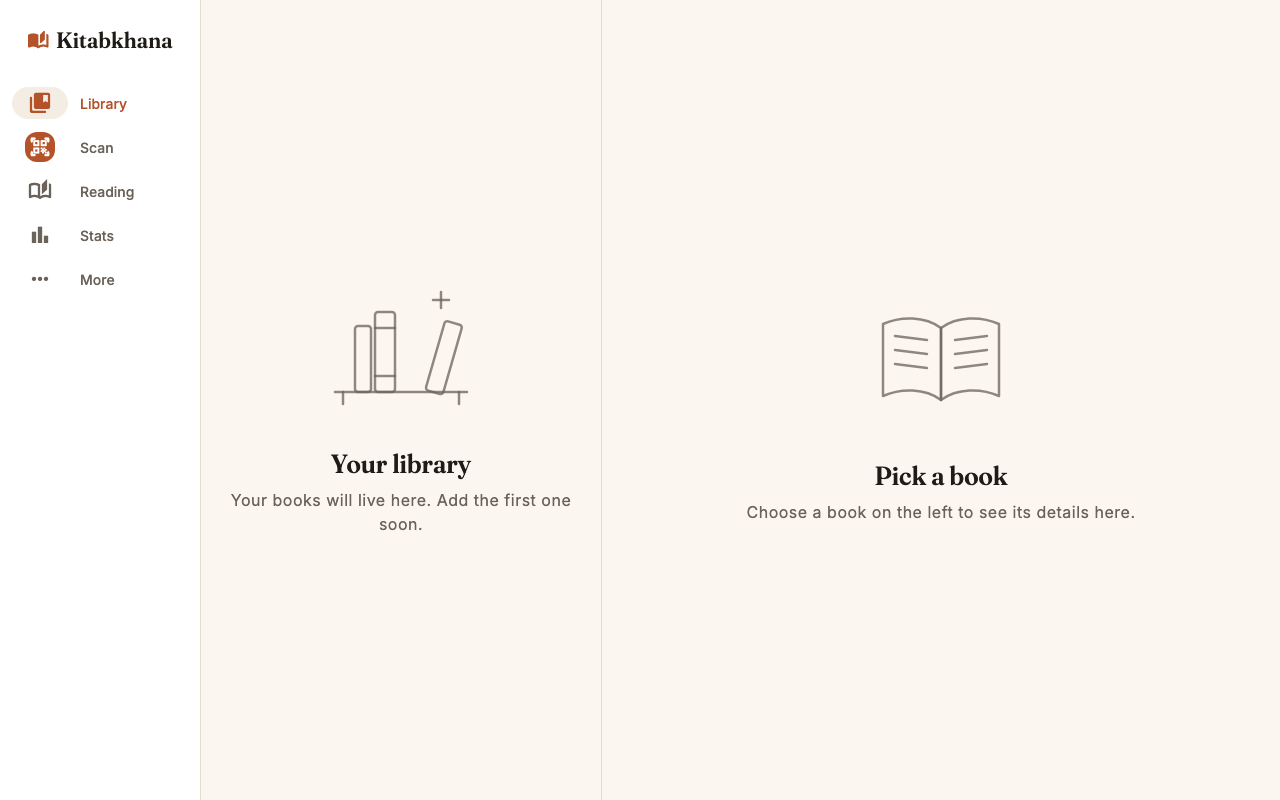 Kitabkhana
Library
Scan
Reading
Stats
More
Your library
Your books will live here. Add the first one
soon.
Pick a book
Choose a book on the left to see its details here.